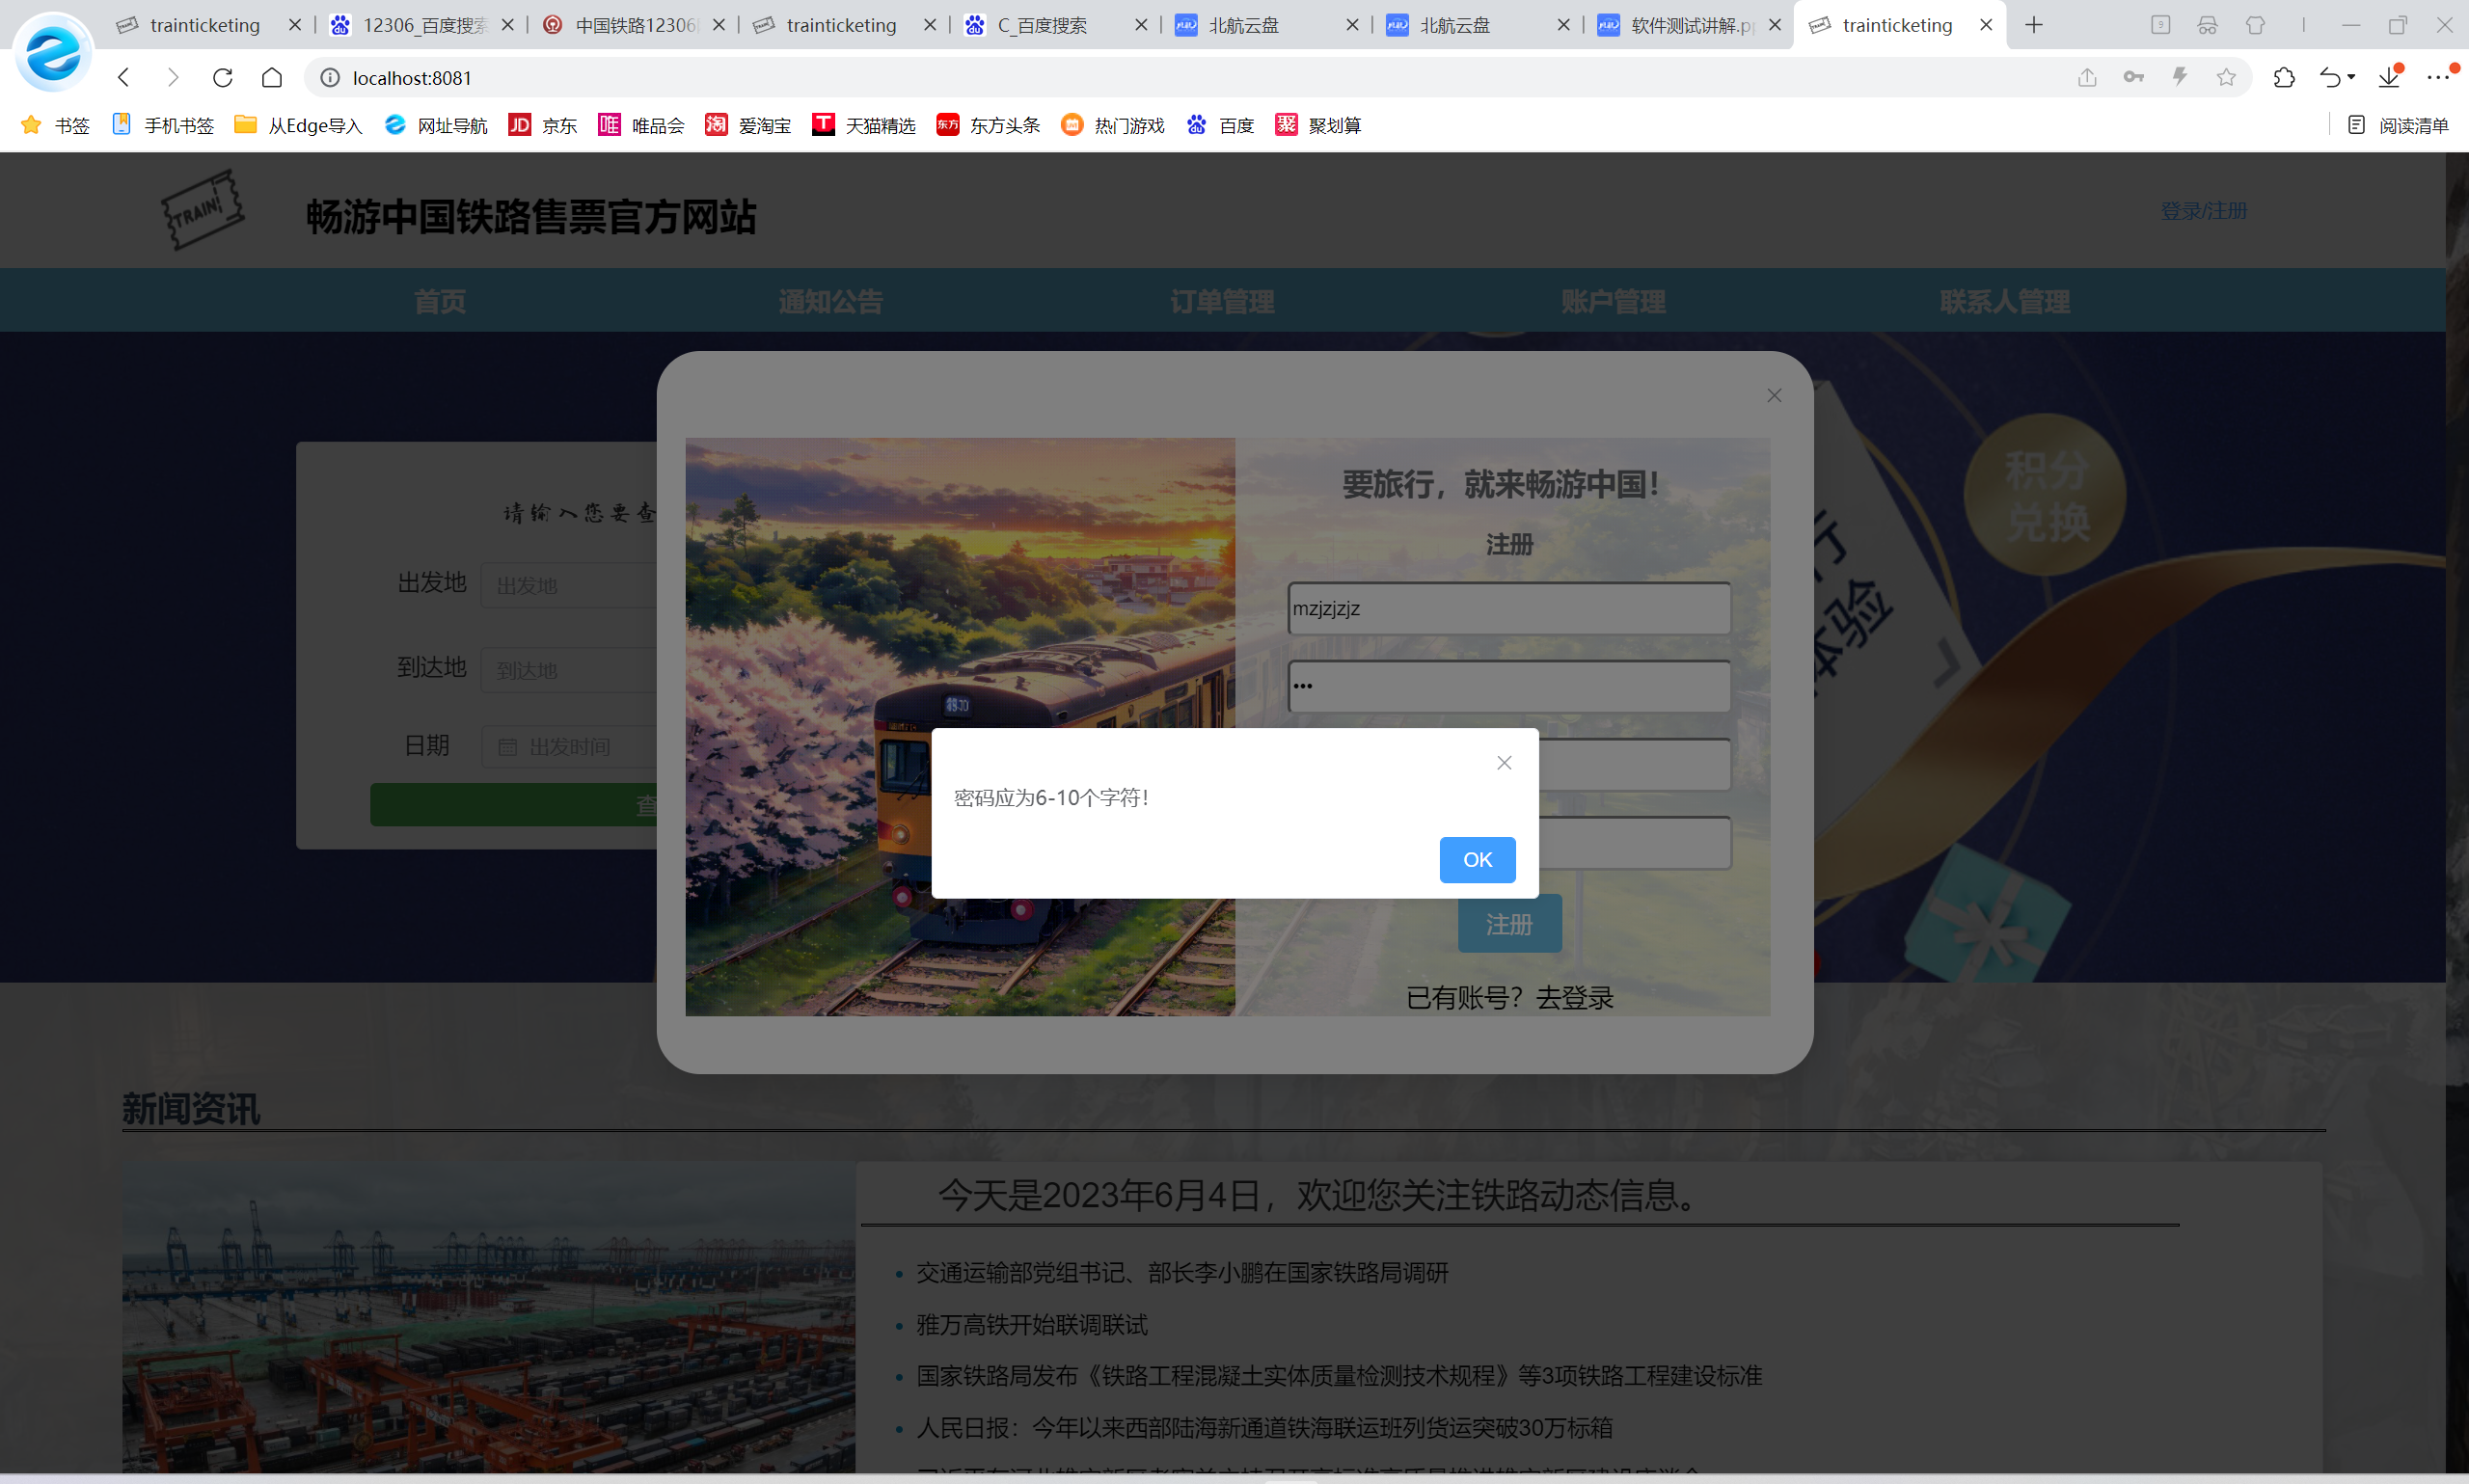 trainticketing
12306_百度搜索
中国铁路12306
trainticketing
C_百度搜索
北航云盘
北航云盘
软件测试讲解.pp
trainticketing
9
localhost:8081
书签
手机书签
从Edge导入
网址导航
JD 京东
唯 唯品会
淘 爱淘宝
T 天猫精选
东方 东方头条
热门游戏
百度
聚 聚划算
阅读清单
TRAIN
畅游中国铁路售票官方网站
登录/注册
首页
通知公告
订单管理
账户管理
联系人管理
积分
兑换
行
体验
请输入您要查
出发地 出发地
到达地 到达地
日期 出发时间
查
要旅行，就来畅游中国！
注册
mzjzjzjz
•••
密码应为6-10个字符！
OK
注册
已有账号？去登录
新闻资讯
今天是2023年6月4日，欢迎您关注铁路动态信息。
交通运输部党组书记、部长李小鹏在国家铁路局调研
雅万高铁开始联调联试
国家铁路局发布《铁路工程混凝土实体质量检测技术规程》等3项铁路工程建设标准
人民日报：今年以来西部陆海新通道铁海联运班列货运突破30万标箱